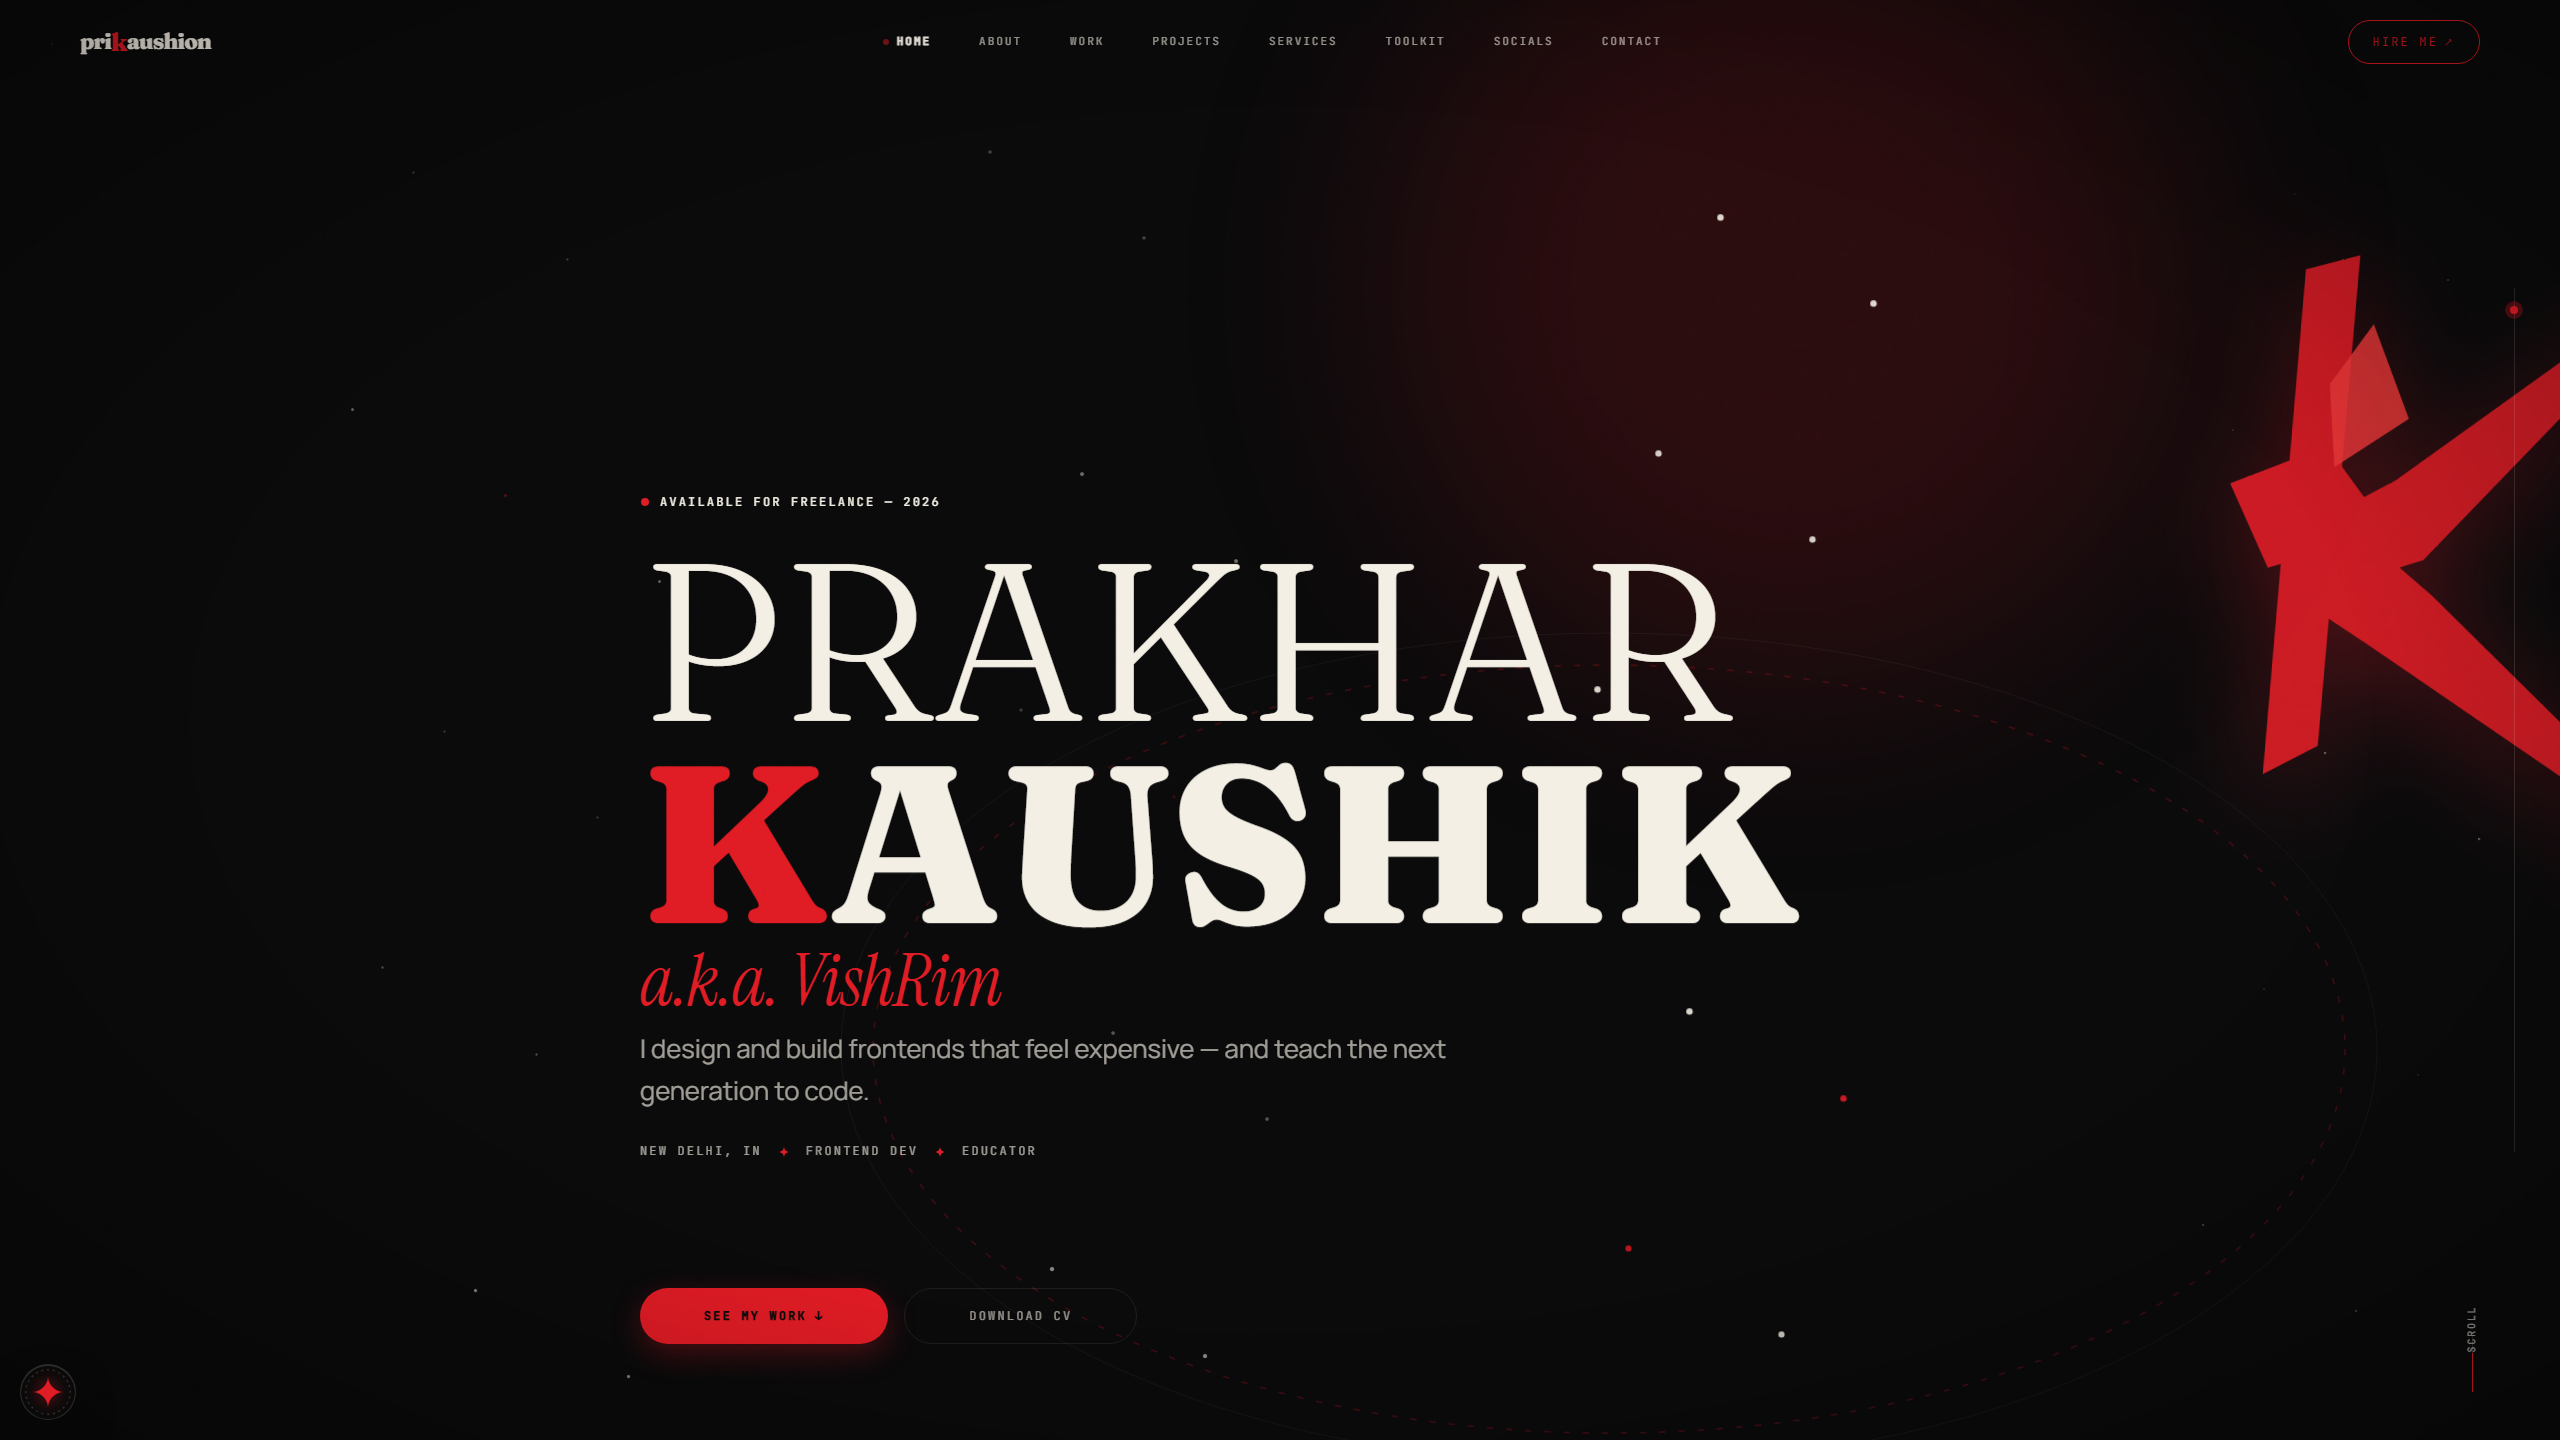 prikaushion
HOME ABOUT WORK PROJECTS SERVICES TOOLKIT SOCIALS CONTACT
HIRE ME ↗
AVAILABLE FOR FREELANCE — 2026
PRAKHAR
KAUSHIK
a.k.a. VishRim
I design and build frontends that feel expensive — and teach the next
generation to code.
NEW DELHI, IN ✦ FRONTEND DEV ✦ EDUCATOR
SEE MY WORK ↓
DOWNLOAD CV
SCROLL
K